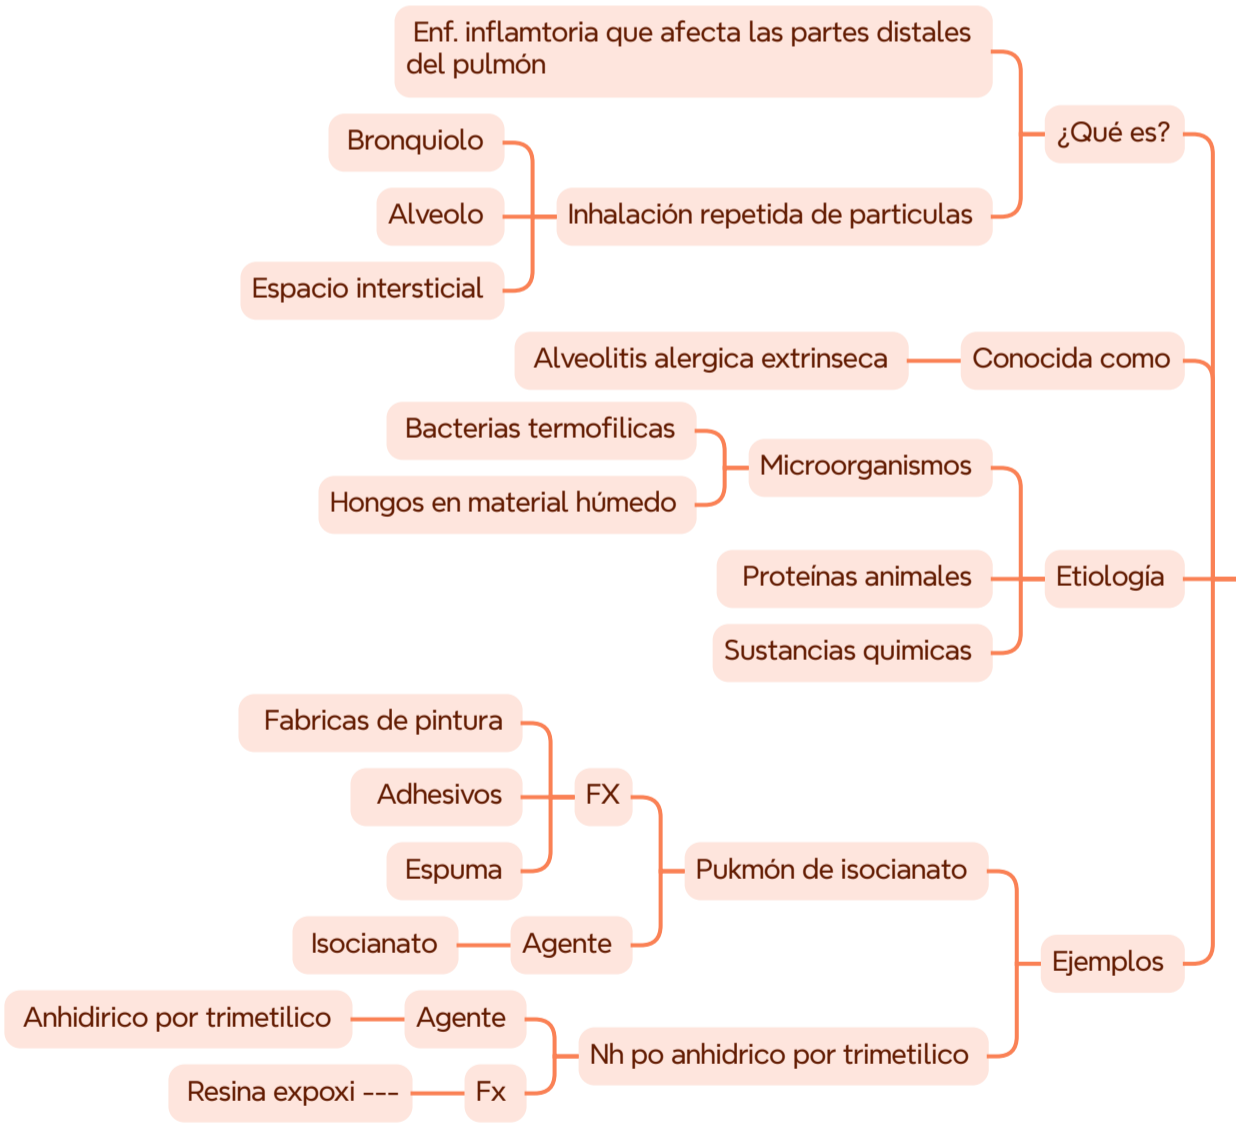 Enf. inflamtoria que afecta las partes distales
del pulmón
¿Qué es?
Bronquiolo
Alveolo
Inhalación repetida de particulas
Espacio intersticial
Alveolitis alergica extrinseca
Conocida como
Bacterias termofilicas
Microorganismos
Hongos en material húmedo
Proteínas animales
Etiología
Sustancias quimicas
Fabricas de pintura
Adhesivos
FX
Espuma
Pukmón de isocianato
Isocianato
Agente
Ejemplos
Anhidirico por trimetilico
Agente
Nh po anhidrico por trimetilico
Resina expoxi ---
Fx